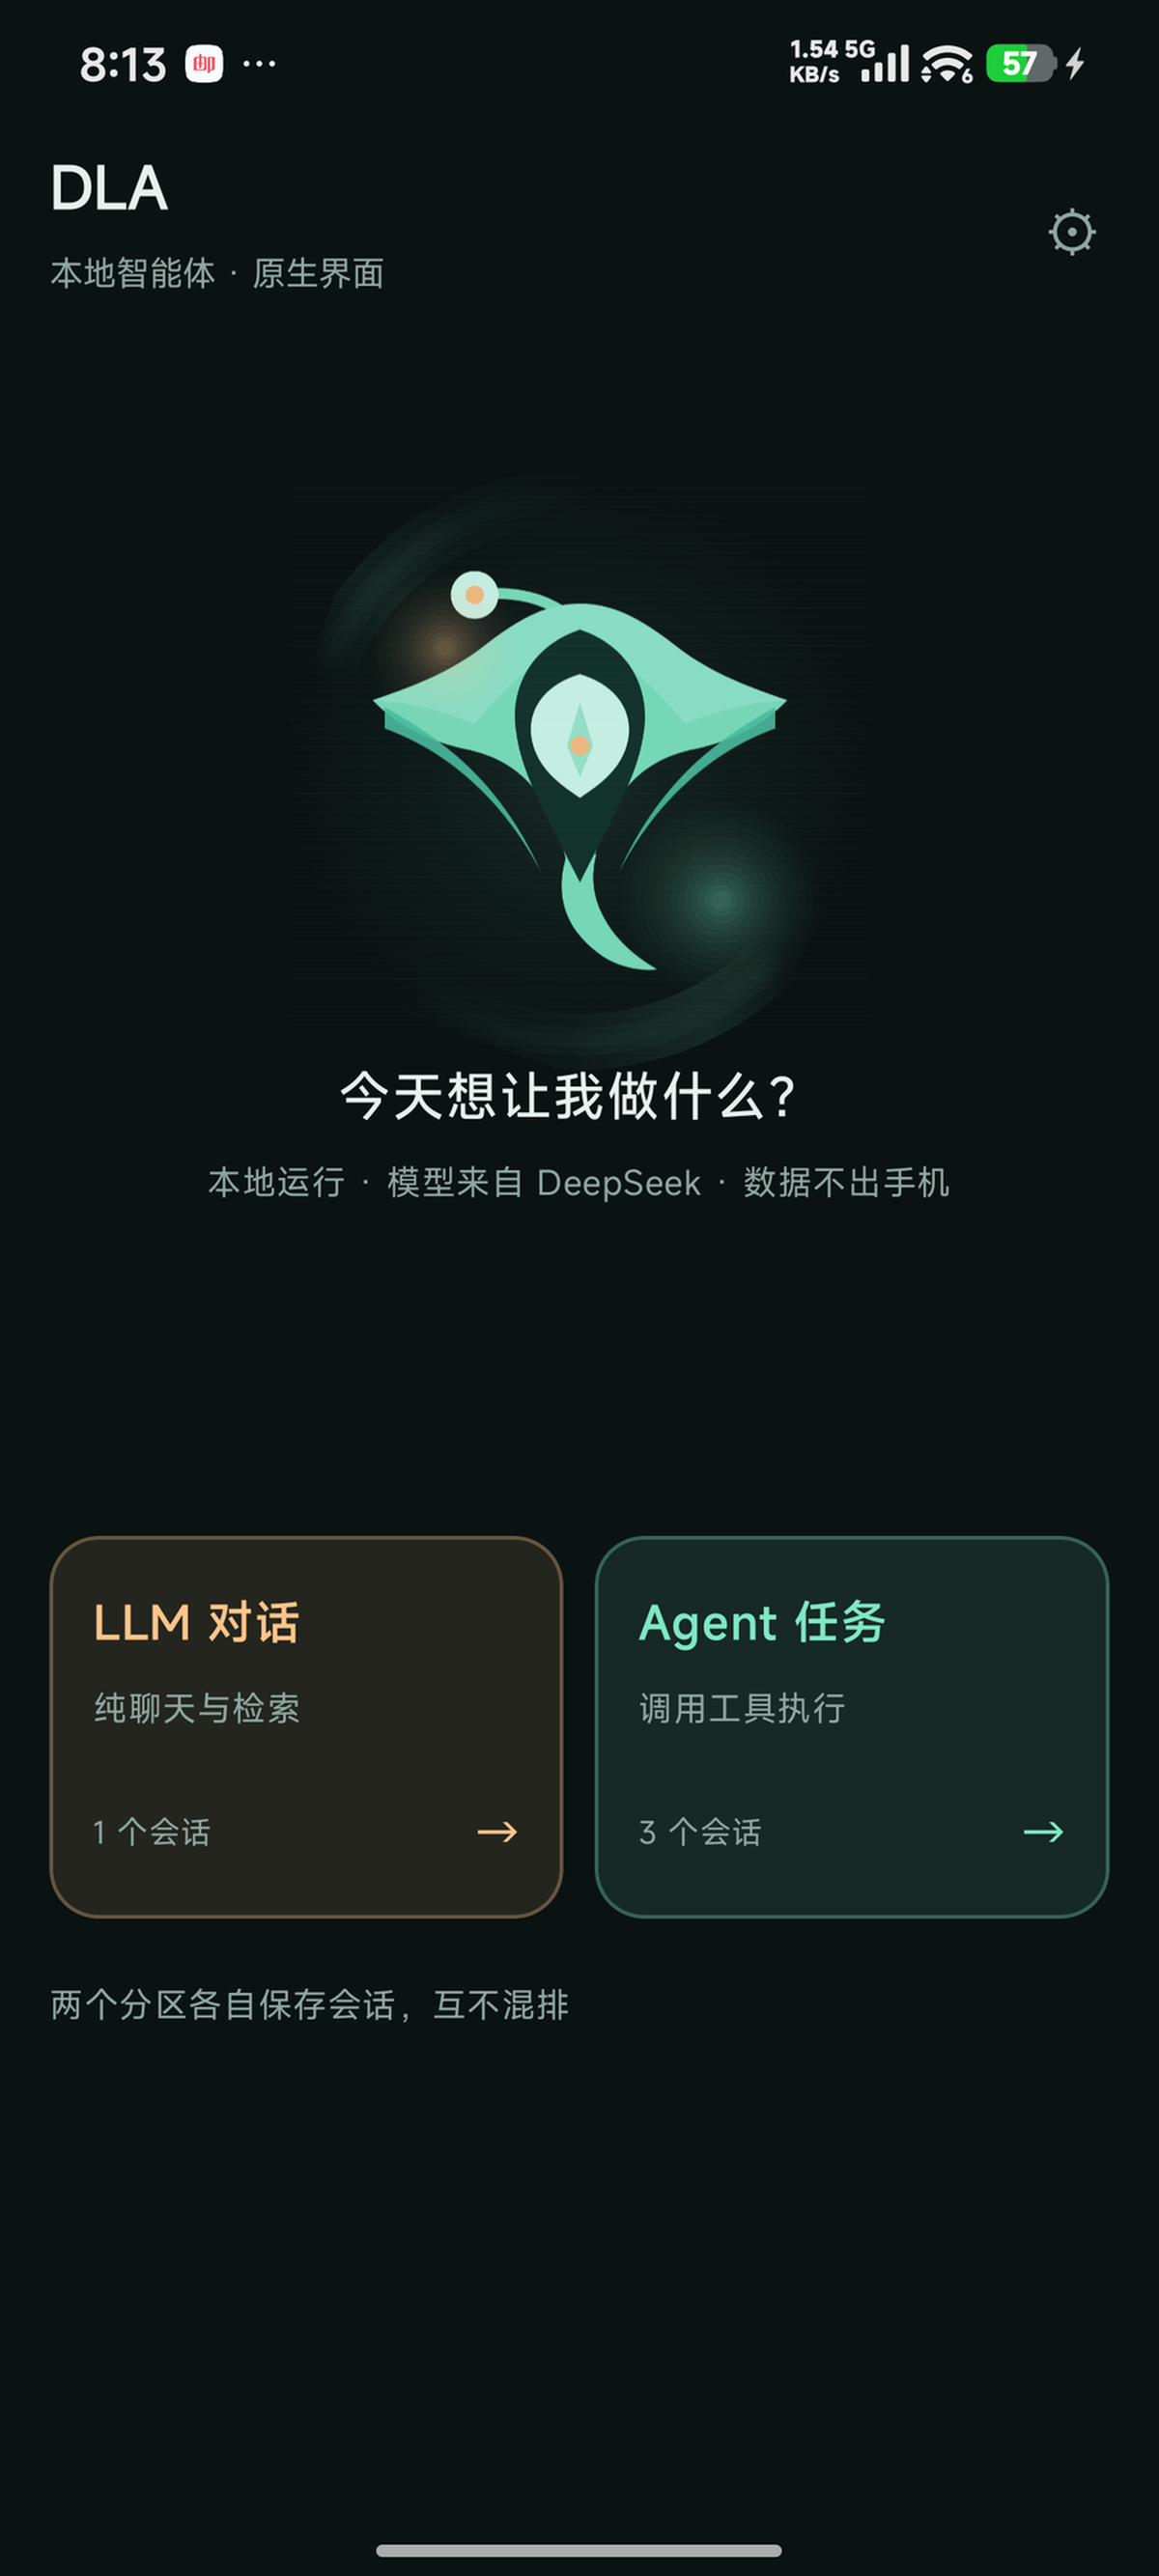 8:13 邮 ··· 1.54 KB/s 5G 6 57
DLA
本地智能体 · 原生界面
今天想让我做什么？
本地运行 · 模型来自 DeepSeek · 数据不出手机
LLM 对话
纯聊天与检索
1 个会话 →
Agent 任务
调用工具执行
3 个会话 →
两个分区各自保存会话，互不混排